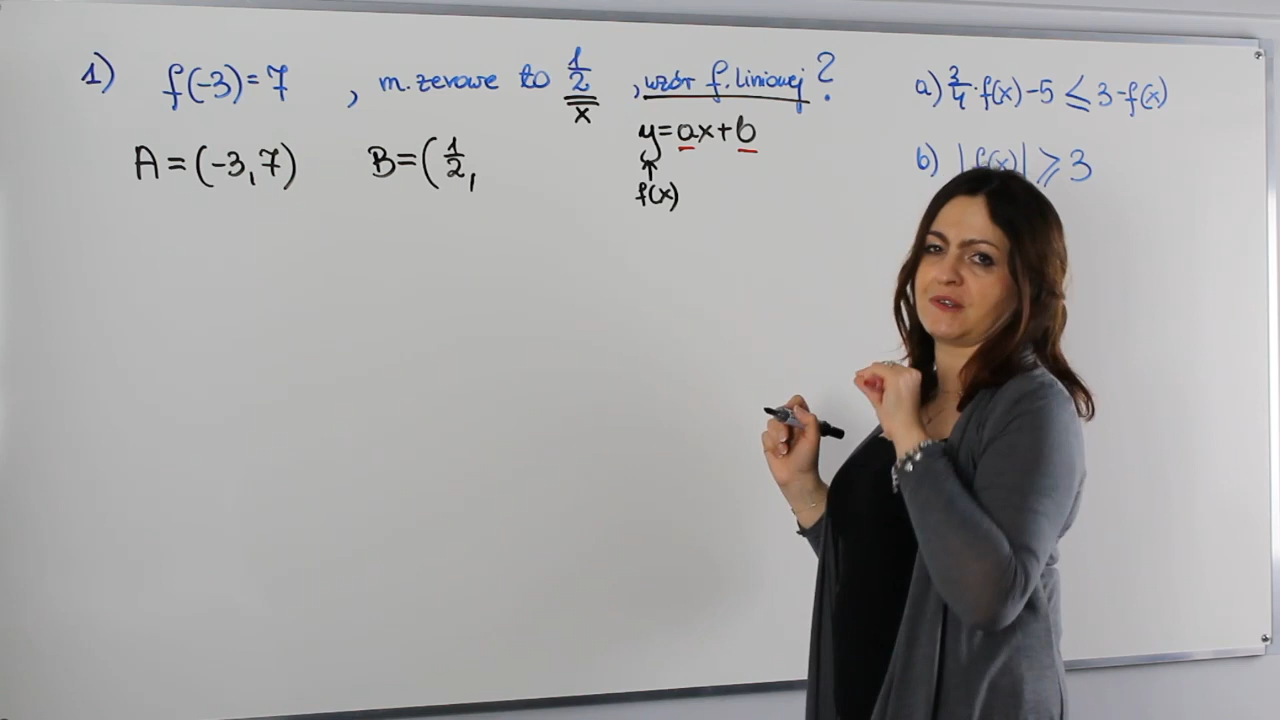 1) f(-3)=7 , m. zerowe to 1/2 , wzór f. liniowej ?
x
y=ax+b
f(x)
A=(-3,7) B=(1/2,
a) 3/4·f(x)-5 ⩽ 3-f(x)
b) |f(x)| ⩾ 3